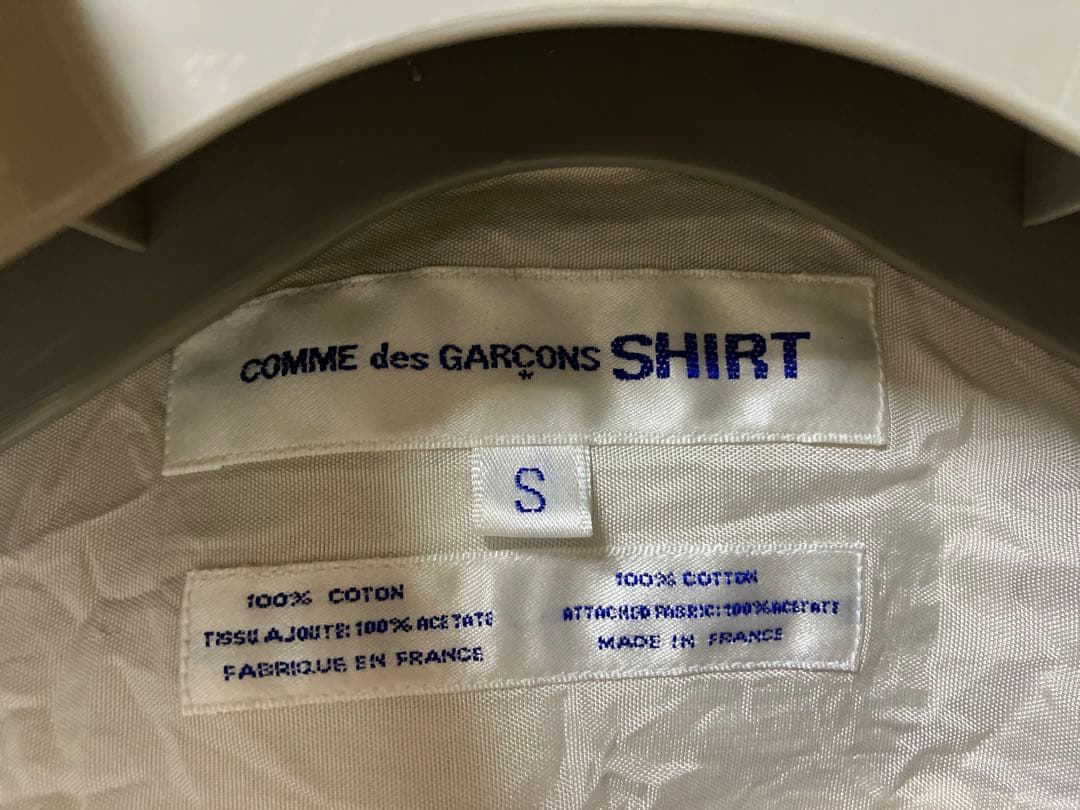 COMME des GARÇONS SHIRT
S
100% COTON
TISSU AJOUTE: 100% ACETATE
FABRIQUE EN FRANCE
100% COTTON
ATTACHED FABRIC: 100% ACETATE
MADE IN FRANCE